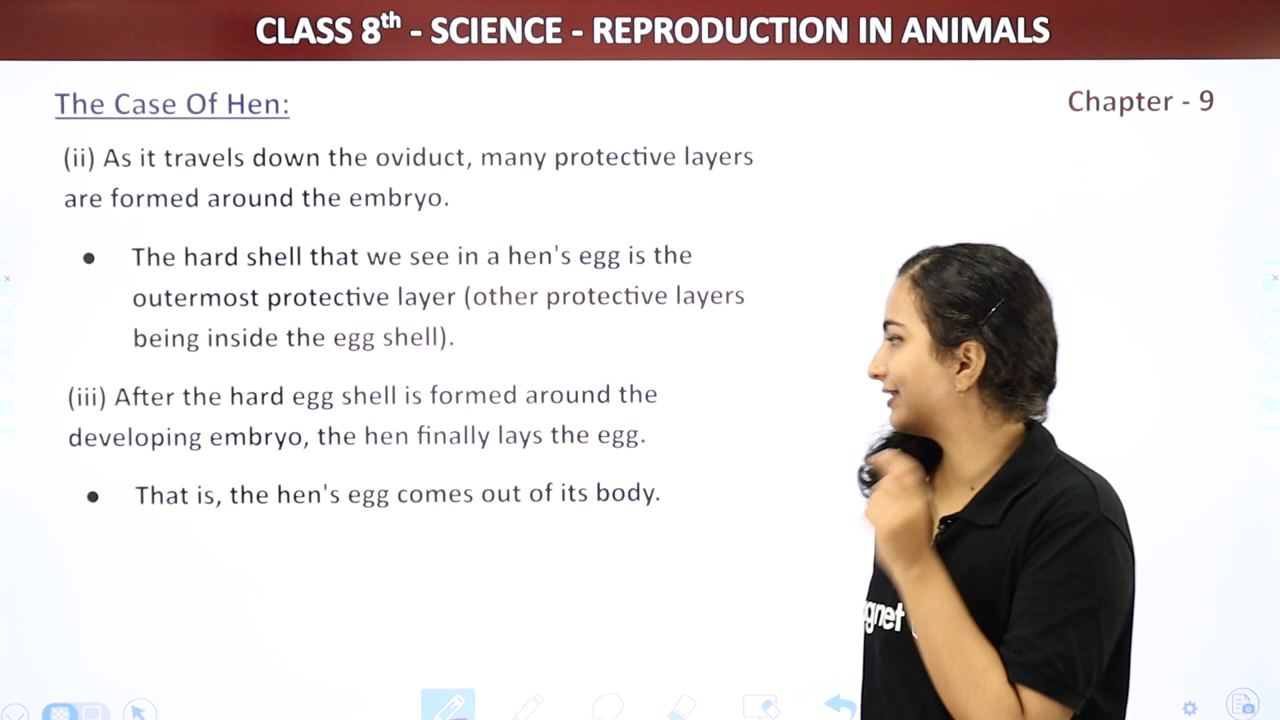 CLASS 8th - SCIENCE - REPRODUCTION IN ANIMALS
The Case Of Hen:
Chapter - 9
(ii) As it travels down the oviduct, many protective layers
are formed around the embryo.
● The hard shell that we see in a hen's egg is the
outermost protective layer (other protective layers
being inside the egg shell).
(iii) After the hard egg shell is formed around the
developing embryo, the hen finally lays the egg.
● That is, the hen's egg comes out of its body.
gnet